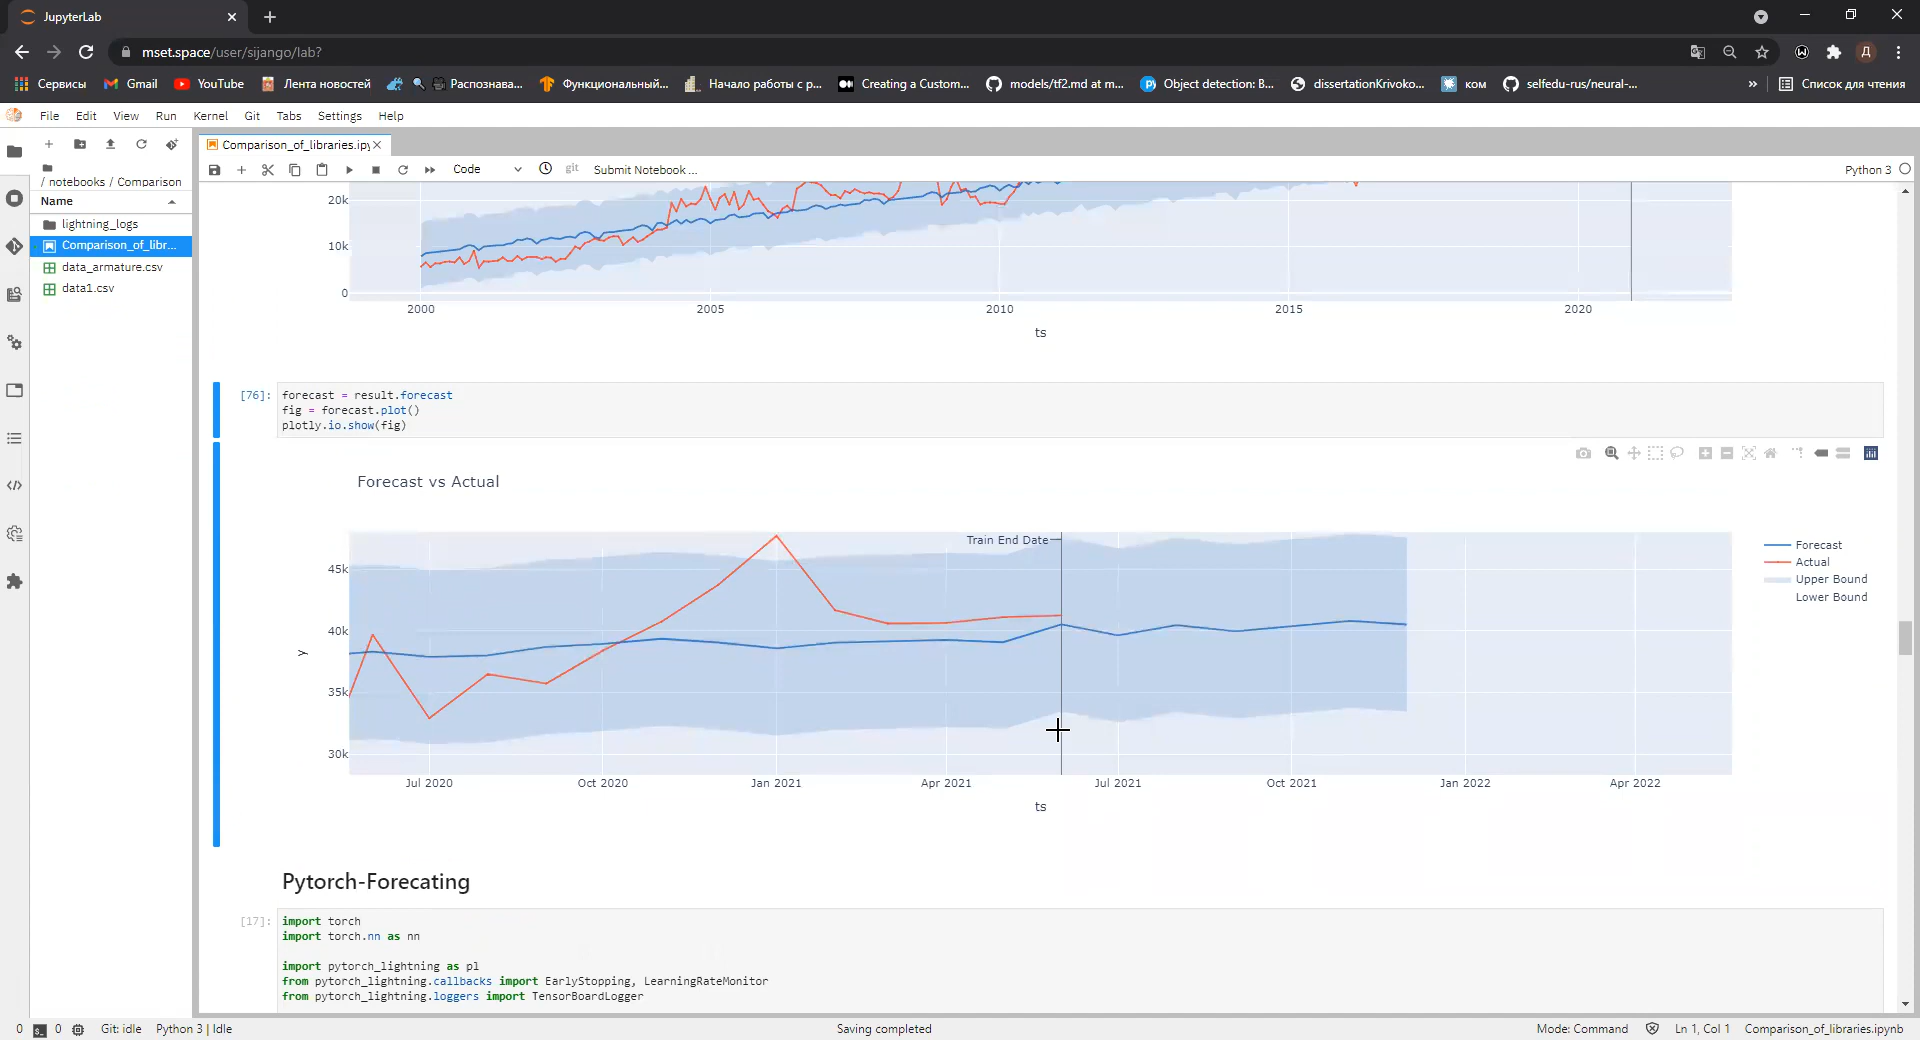 JupyterLab
mset.space/user/sijango/lab?
Сервисы Gmail YouTube Лента новостей Распознава... Функциональный... Начало работы с р... Creating a Custom... models/tf2.md at m... Object detection: B... dissertationKrivoko... ком selfedu-rus/neural-... » Список для чтения
File Edit View Run Kernel Git Tabs Settings Help
Comparison_of_libraries.ipy
Code git Submit Notebook ... Python 3
/ notebooks / Comparison
Name
lightning_logs
Comparison_of_libr...
data_armature.csv
data1.csv
20k
10k
0
2000 2005 2010 2015 2020
ts
[76]:
forecast = result.forecast
fig = forecast.plot()
plotly.io.show(fig)
Forecast vs Actual
Train End Date
Forecast
Actual
Upper Bound
Lower Bound
45k
40k
y
35k
30k
Jul 2020 Oct 2020 Jan 2021 Apr 2021 Jul 2021 Oct 2021 Jan 2022 Apr 2022
ts
Pytorch-Forecating
[17]:
import torch
import torch.nn as nn
import pytorch_lightning as pl
from pytorch_lightning.callbacks import EarlyStopping, LearningRateMonitor
from pytorch_lightning.loggers import TensorBoardLogger
0 0 Git: idle Python 3 | Idle Saving completed Mode: Command Ln 1, Col 1 Comparison_of_libraries.ipynb